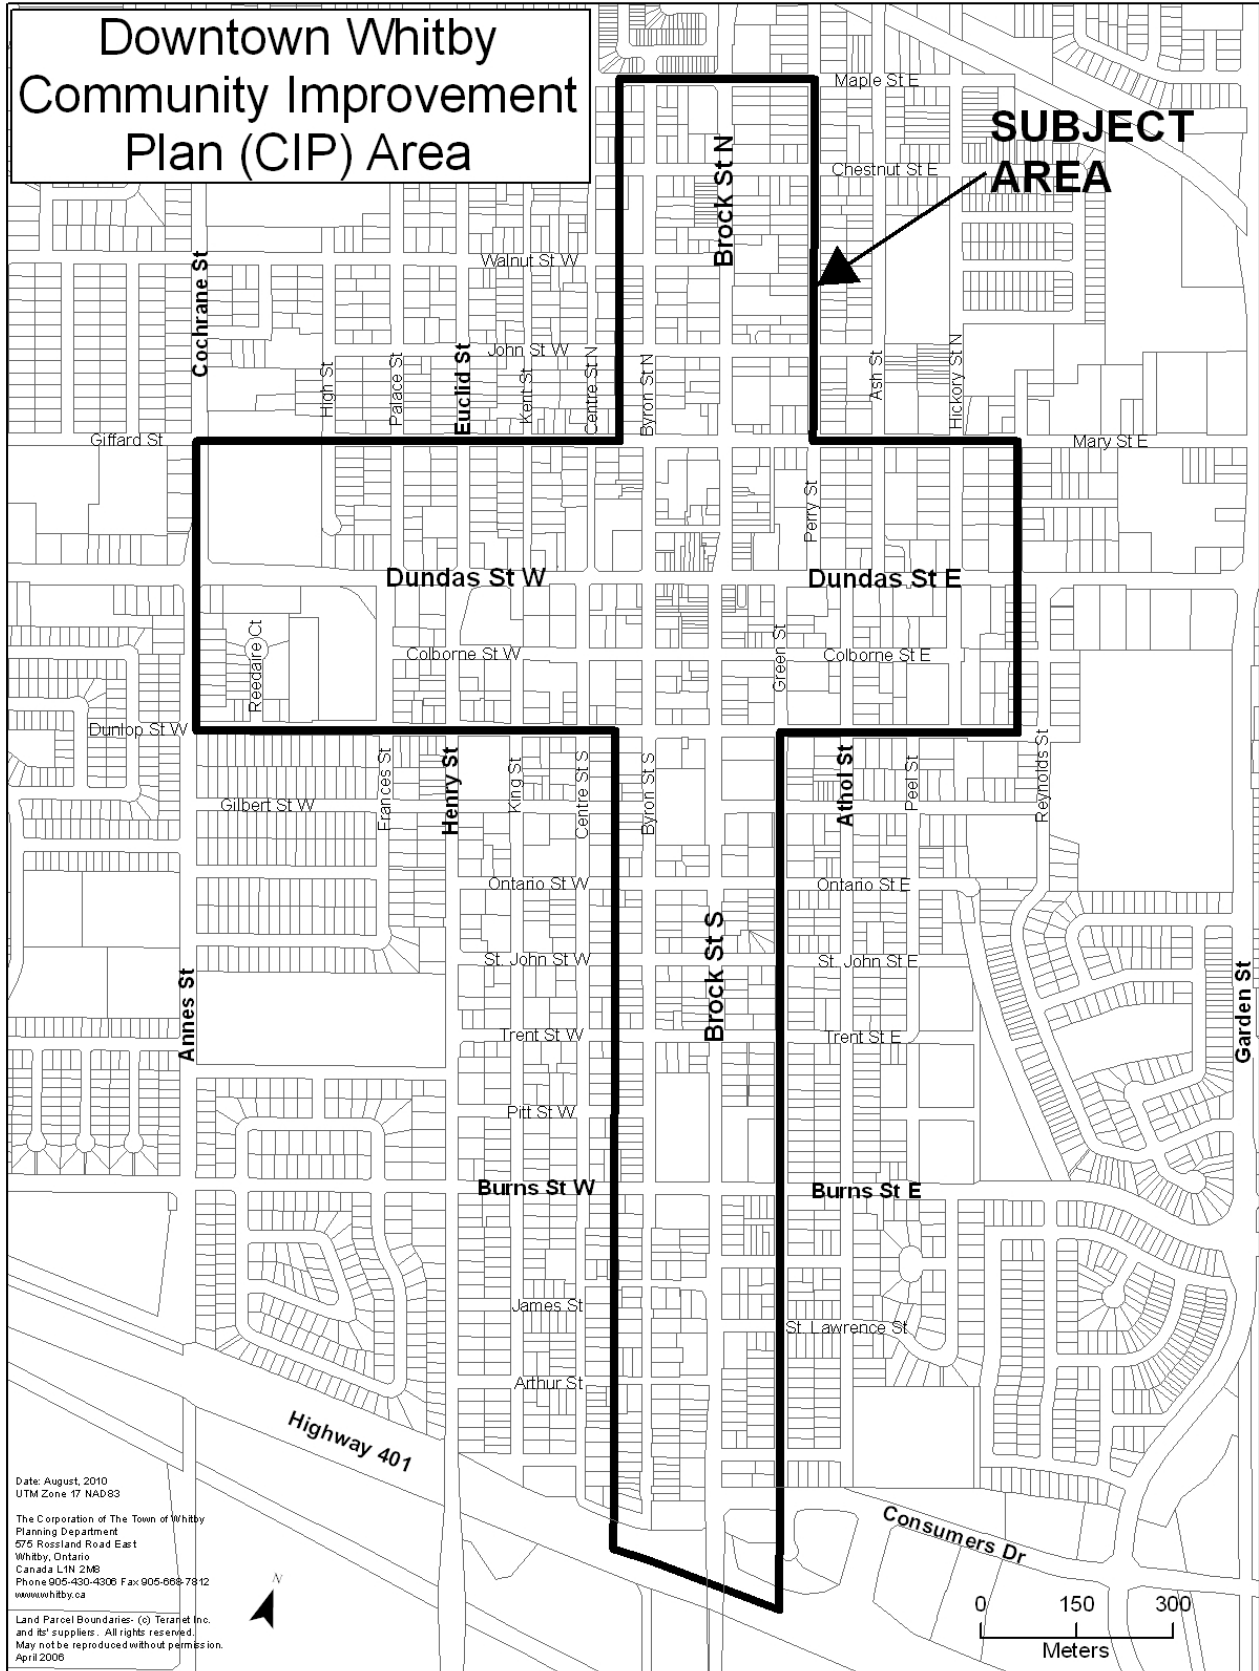 Downtown Whitby
Community Improvement
Plan (CIP) Area
Maple St E
SUBJECT
AREA
Chestnut St E
Brock St N
Walnut St W
Cochrane St
John St W
High St
Palace St
Euclid St
Kent St
Centre St N
Byron St N
Ash St
Hickory St N
Giffard St
Mary St E
Perry St
Dundas St W
Dundas St E
Reedaire Ct
Colborne St W
Green St
Colborne St E
Dunlop St W
Frances St
Henry St
King St
Centre St S
Byron St S
Athol St
Peel St
Reynolds St
Gilbert St W
Ontario St W
Ontario St E
Brock St S
St. John St W
St. John St E
Annes St
Garden St
Trent St W
Trent St E
Pitt St W
Burns St W
Burns St E
James St
St. Lawrence St
Arthur St
Highway 401
Consumers Dr
Date: August, 2010
UTM Zone 17 NAD83
The Corporation of The Town of Whitby
Planning Department
575 Rossland Road East
Whitby, Ontario
Canada L1N 2M8
Phone 905-430-4306 Fax 905-668-7812
www.whitby.ca
Land Parcel Boundaries- (c) Teranet Inc.
and its' suppliers. All rights reserved.
May not be reproduced without permission.
April 2006
N
0 150 300
Meters